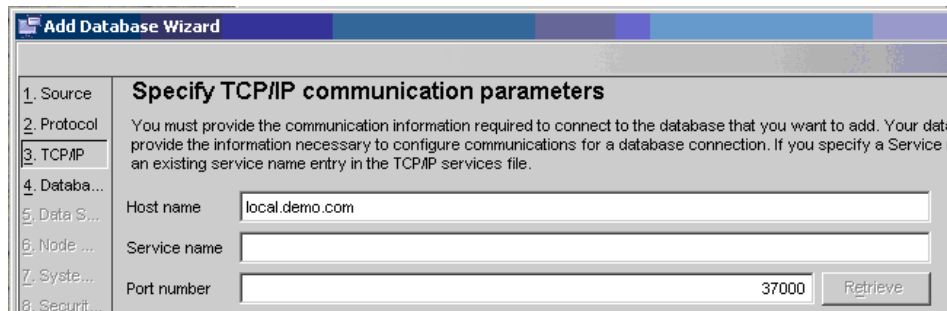 Add Database Wizard
1. Source
2. Protocol
3. TCP/IP
4. Databa...
5. Data S...
6. Node ...
7. Syste...
8. Securit...
Specify TCP/IP communication parameters
You must provide the communication information required to connect to the database that you want to add. Your data
provide the information necessary to configure communications for a database connection. If you specify a Service
an existing service name entry in the TCP/IP services file.
Host name local.demo.com
Service name
Port number 37000 Retrieve